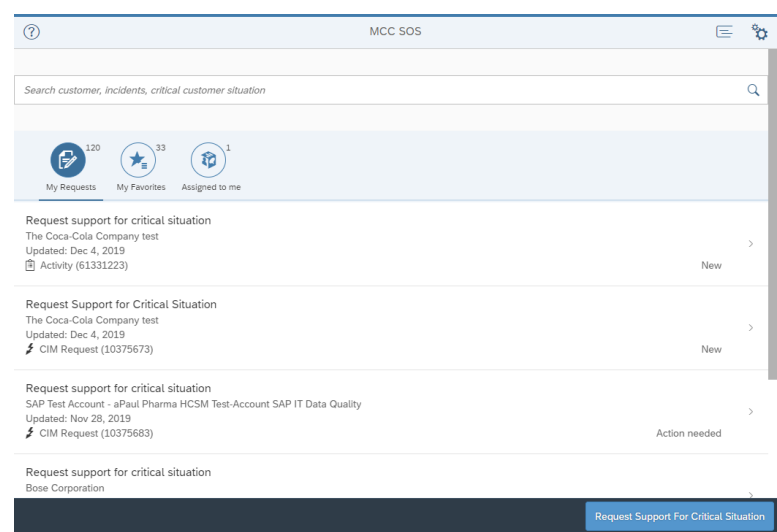 MCC SOS
Search customer, incidents, critical customer situation
120
33
1
My Requests
My Favorites
Assigned to me
Request support for critical situation
The Coca-Cola Company test
Updated: Dec 4, 2019
Activity (61331223)
New
Request Support for Critical Situation
The Coca-Cola Company test
Updated: Dec 4, 2019
CIM Request (10375673)
New
Request support for critical situation
SAP Test Account - aPaul Pharma HCSM Test-Account SAP IT Data Quality
Updated: Nov 28, 2019
CIM Request (10375683)
Action needed
Request support for critical situation
Bose Corporation
Request Support For Critical Situation